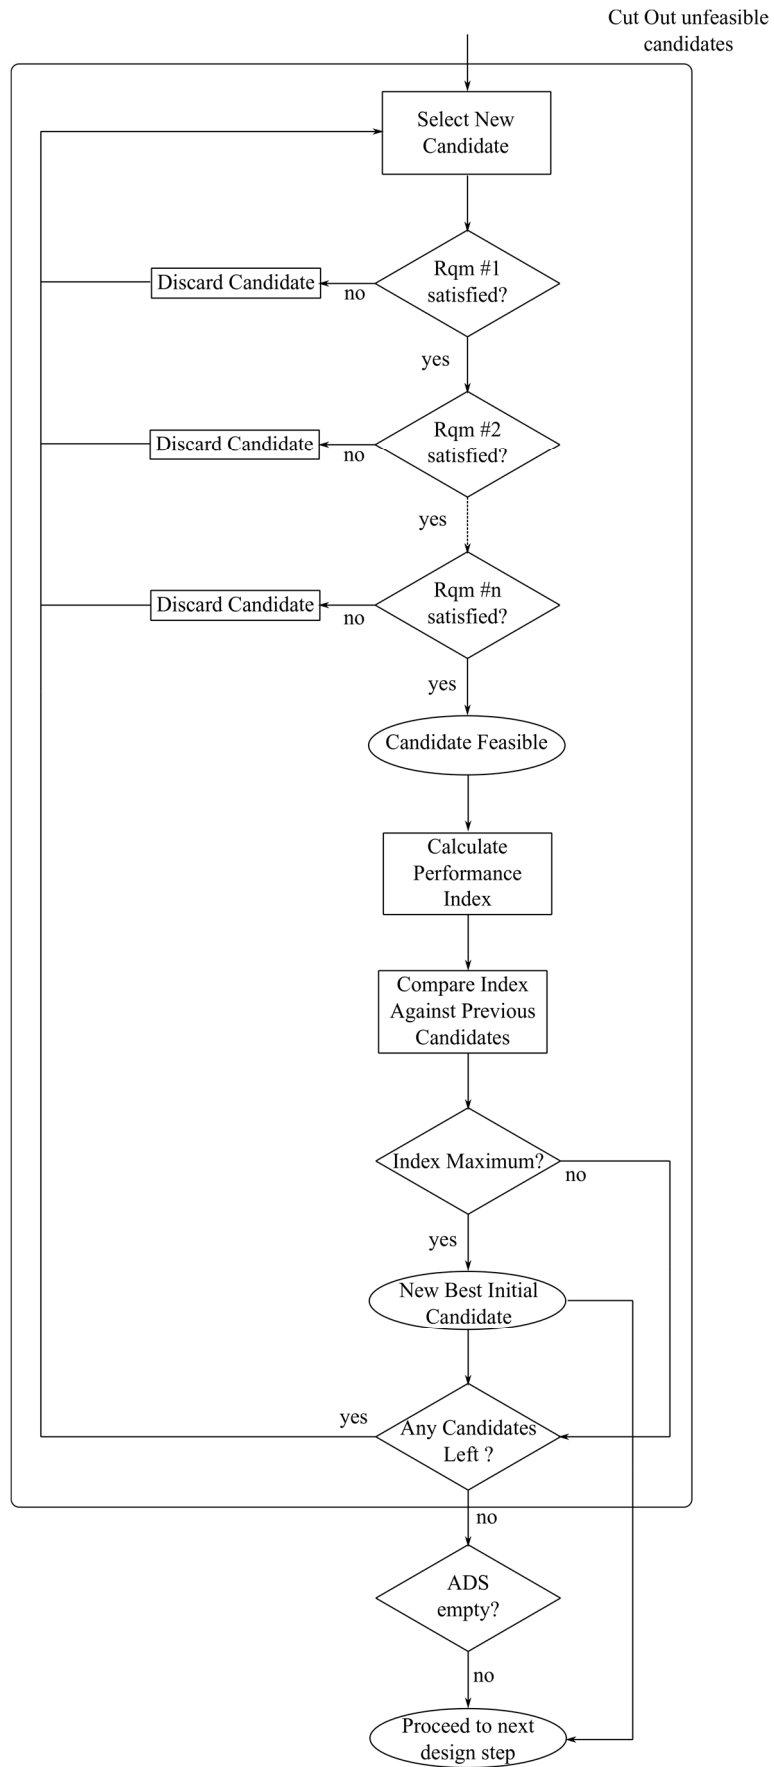 Cut Out unfeasible
candidates
Select New
Candidate
Rqm #1
satisfied?
Discard Candidate
no
yes
Rqm #2
satisfied?
Discard Candidate
no
yes
Rqm #n
satisfied?
Discard Candidate
no
yes
Candidate Feasible
Calculate
Performance
Index
Compare Index
Against Previous
Candidates
Index Maximum?
no
yes
New Best Initial
Candidate
yes
Any Candidates
Left ?
no
ADS
empty?
no
Proceed to next
design step